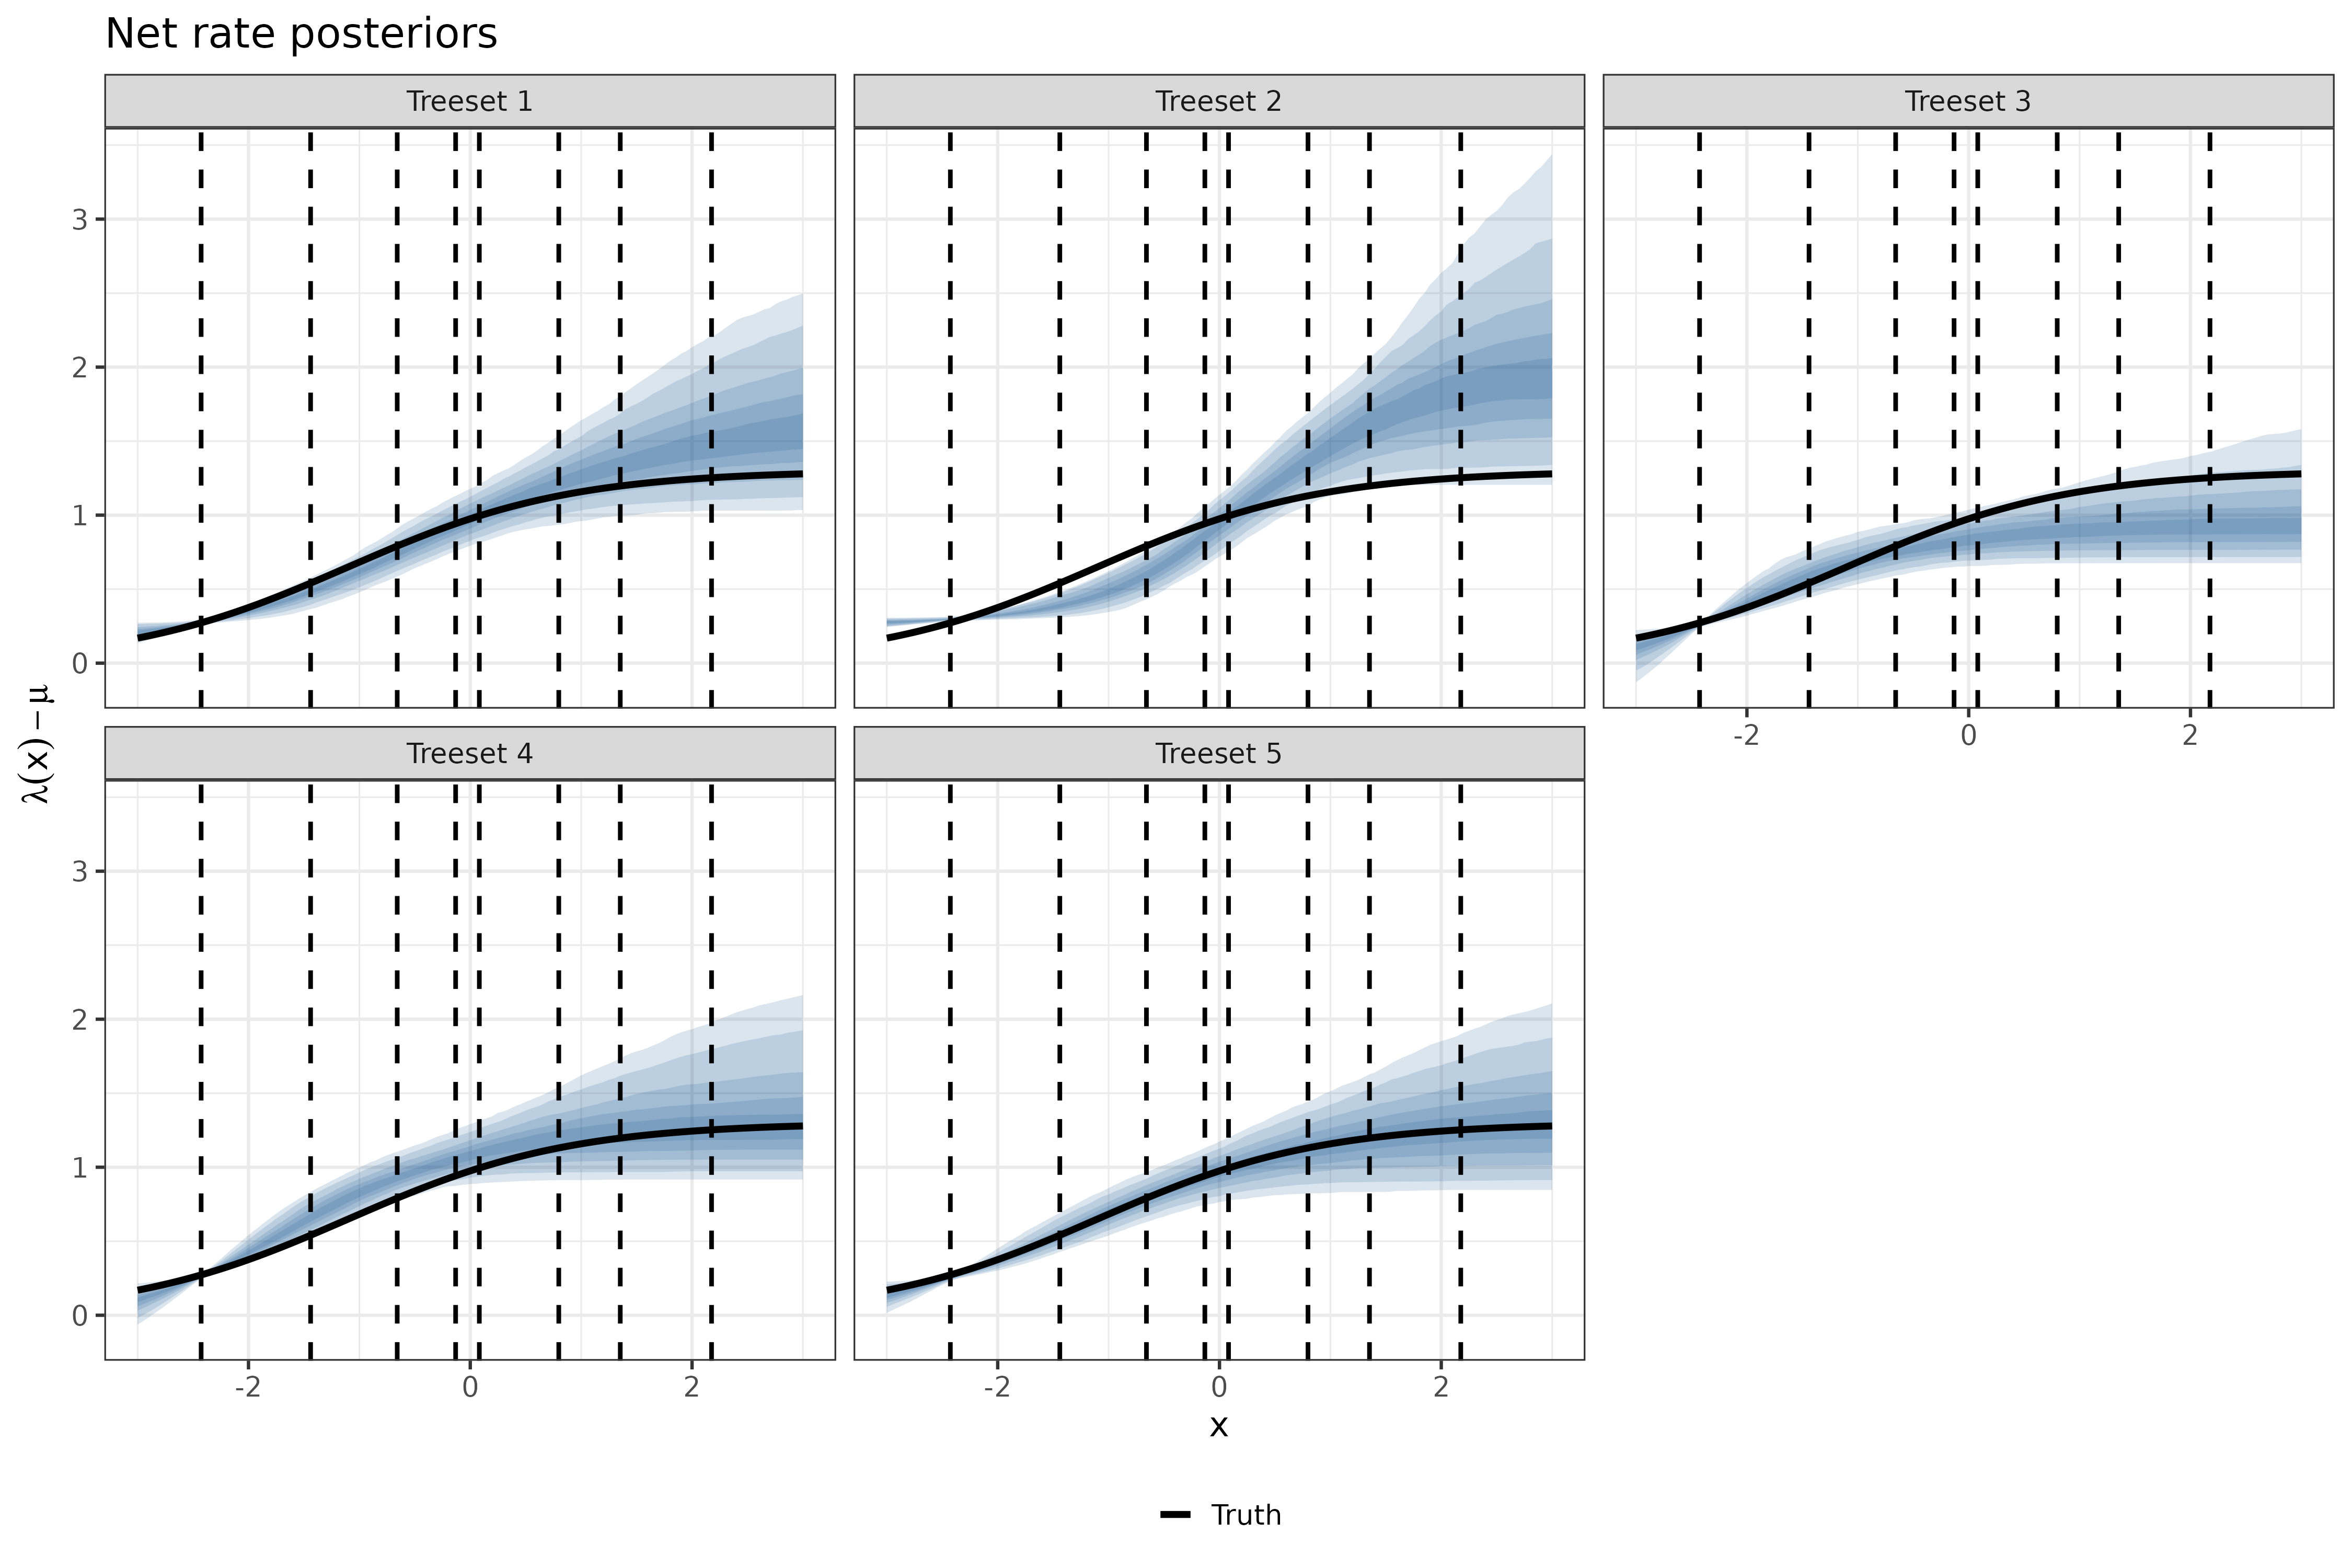 Net rate posteriors
Treeset 1
Treeset 2
Treeset 3
3
2
1
0
-2
0
2
λ(x) − μ
Treeset 4
Treeset 5
3
2
1
0
-2
0
2
-2
0
2
x
Truth